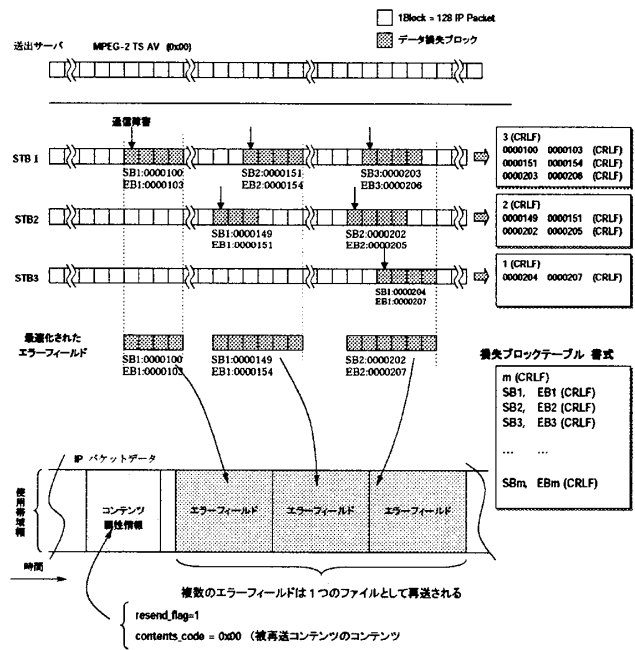 1Block = 128 IP Packet
データ損失ブロック
送出サーバ MPEG-2 TS AV (0x00)
通信障害
STB 1
SB1:0000100
EB1:0000103
SB2:0000151
EB2:0000154
SB3:0000203
EB3:0000206
3 (CRLF)
0000100 0000103 (CRLF)
0000151 0000154 (CRLF)
0000203 0000206 (CRLF)
STB2
SB1:0000149
EB1:0000151
SB2:0000202
EB2:0000205
2 (CRLF)
0000149 0000151 (CRLF)
0000202 0000205 (CRLF)
STB3
SB1:0000204
EB1:0000207
1 (CRLF)
0000204 0000207 (CRLF)
最適化された
エラーフィールド
SB1:0000100
EB1:0000103
SB1:0000149
EB1:0000154
SB2:0000202
EB2:0000207
損失ブロックテーブル 書式
m (CRLF)
SB1, EB1 (CRLF)
SB2, EB2 (CRLF)
SB3, EB3 (CRLF)
... ...
SBm, EBm (CRLF)
IP パケットデータ
使用帯域幅
コンテンツ
属性情報
エラーフィールド
エラーフィールド
エラーフィールド
時間
複数のエラーフィールドは1つのファイルとして再送される
resend_flag=1
contents_code = 0x00 (被再送コンテンツのコンテンツ